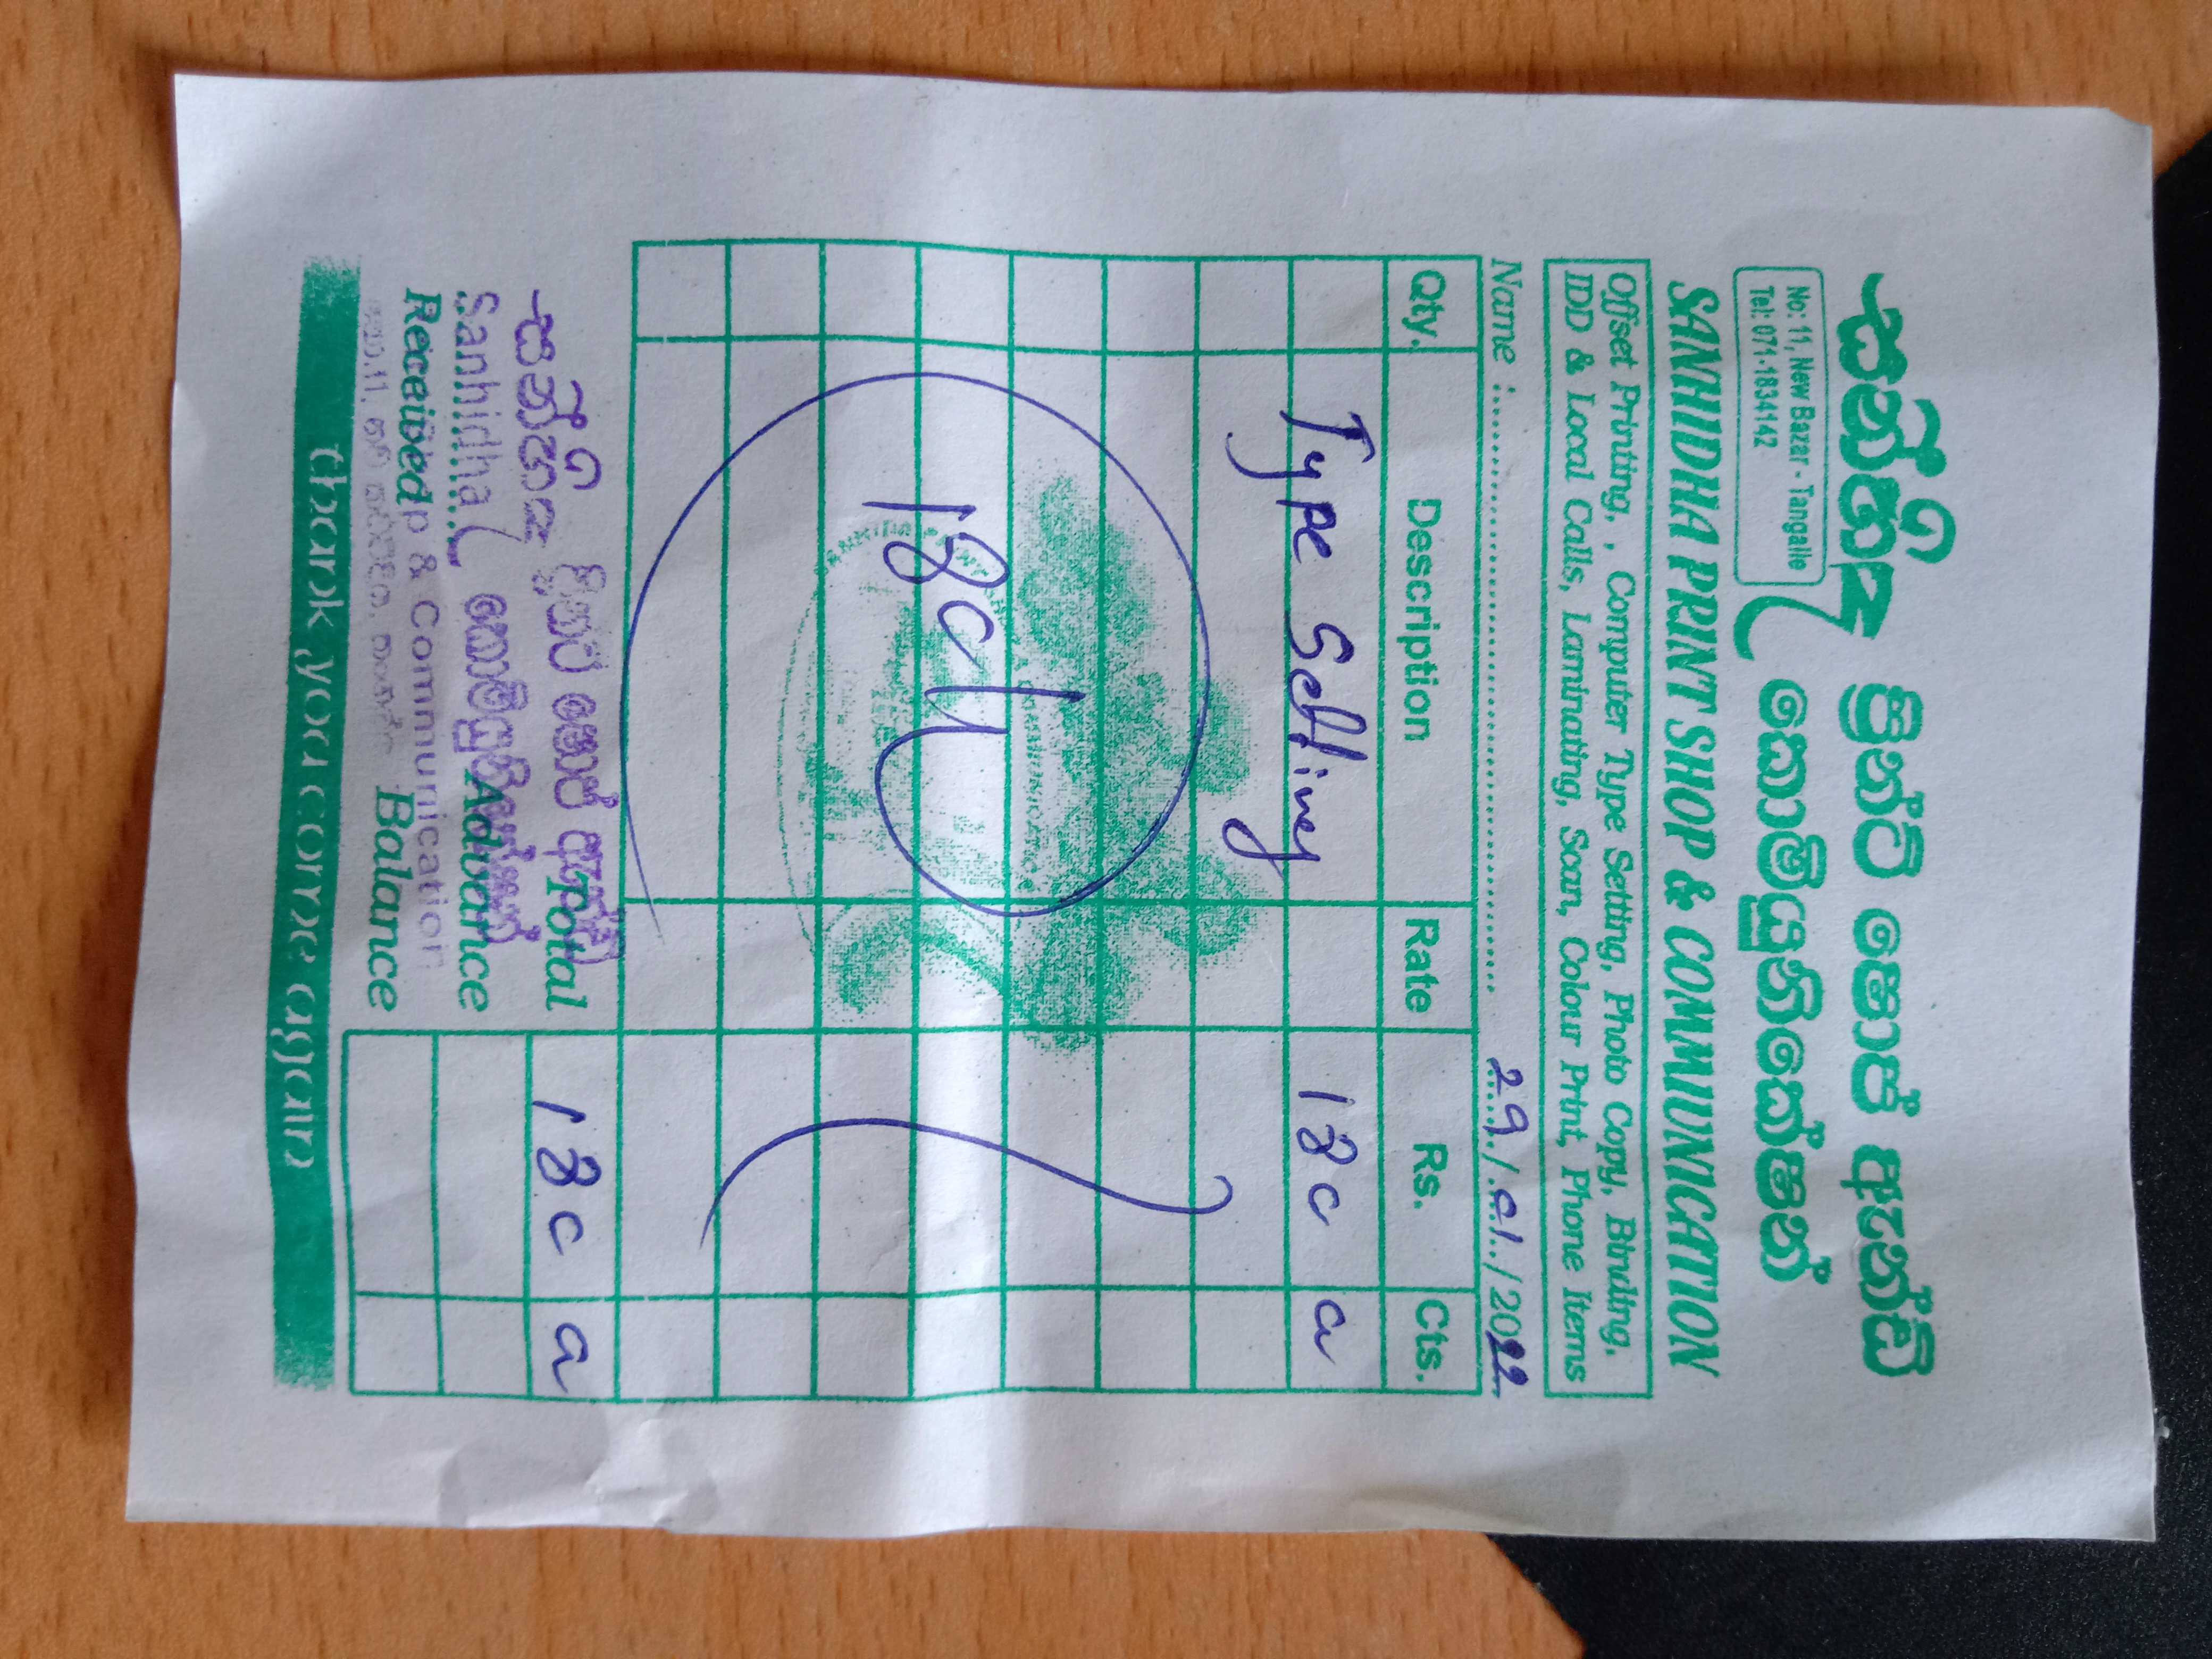 සන්හිඳ ප්‍රින්ට් ෂොප් ඇන්ඩ්
කොමියුනිකේෂන්
No: 11, New Bazar - Tangalle
Tel: 071-1834142
SANHIDHA PRINT SHOP & COMMUNICATION
Offset Printing, , Computer Type Setting, Photo Copy, Binding,
IDD & Local Calls, Laminating, Scan, Colour Print, Phone Items
Name : 29/01/2022
Qty. Description Rate Rs. Cts.
Type Setting 180 00
180/=
සන්හිඳ ප්‍රින්ට් ෂොප් ඇන්ඩ්
Total 180 00
Sanhidha කොමියුනිකේෂන්
Advance
Received & Communication
Balance
thank you come again